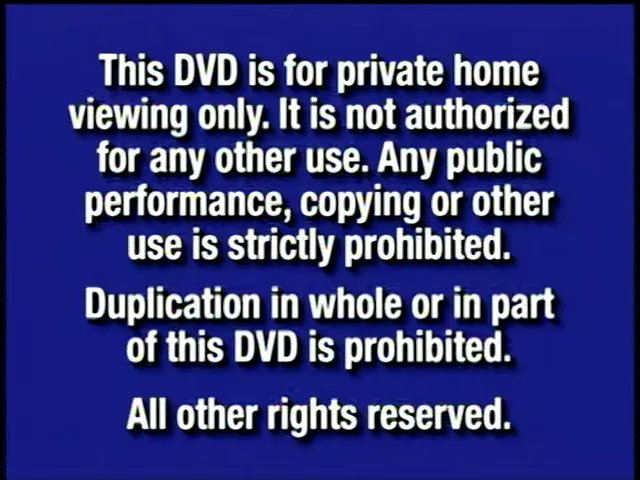 This DVD is for private home
viewing only. It is not authorized
for any other use. Any public
performance, copying or other
use is strictly prohibited.
Duplication in whole or in part
of this DVD is prohibited.
All other rights reserved.